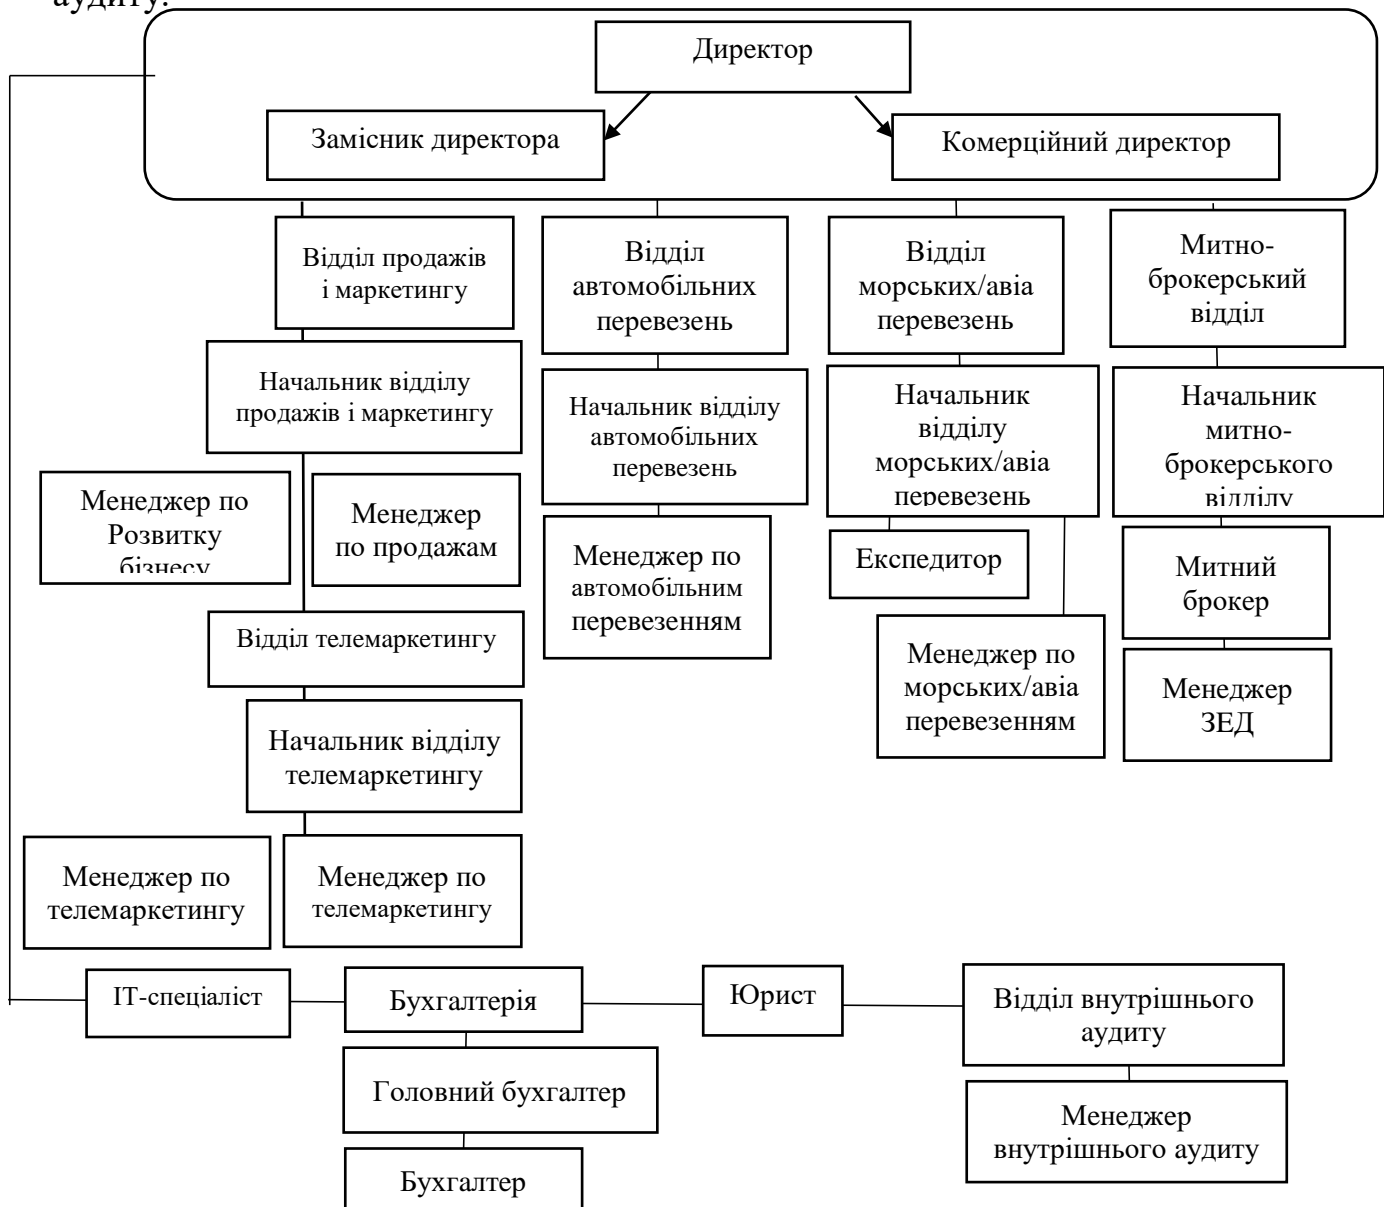 аудиту.
Директор
Замісник директора
Комерційний директор
Відділ продажів
і маркетингу
Відділ
автомобільних
перевезень
Відділ
морських/авіа
перевезень
Митно-
брокерський
відділ
Начальник відділу
продажів і маркетингу
Начальник відділу
автомобільних
перевезень
Начальник
відділу
морських/авіа
перевезень
Начальник
митно-
брокерського
відділу
Менеджер по
Розвитку
бізнесу
Менеджер
по продажам
Менеджер по
автомобільним
перевезенням
Експедитор
Митний
брокер
Відділ телемаркетингу
Менеджер по
морських/авіа
перевезенням
Менеджер
ЗЕД
Начальник відділу
телемаркетингу
Менеджер по
телемаркетингу
Менеджер по
телемаркетингу
ІТ-спеціаліст
Бухгалтерія
Юрист
Відділ внутрішнього
аудиту
Головний бухгалтер
Менеджер
внутрішнього аудиту
Бухгалтер